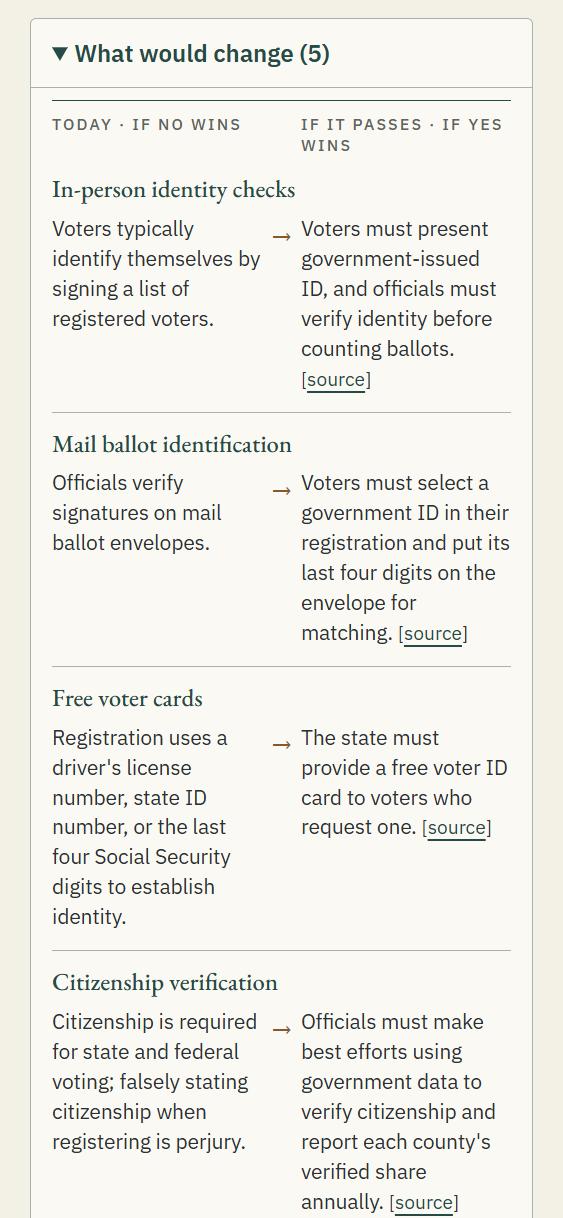 ▼ What would change (5)
TODAY · IF NO WINS
IF IT PASSES · IF YES
WINS
In-person identity checks
Voters typically
identify themselves by
signing a list of
registered voters.
→
Voters must present
government-issued
ID, and officials must
verify identity before
counting ballots.
[source]
Mail ballot identification
Officials verify
signatures on mail
ballot envelopes.
→
Voters must select a
government ID in their
registration and put its
last four digits on the
envelope for
matching. [source]
Free voter cards
Registration uses a
driver's license
number, state ID
number, or the last
four Social Security
digits to establish
identity.
→
The state must
provide a free voter ID
card to voters who
request one. [source]
Citizenship verification
Citizenship is required
for state and federal
voting; falsely stating
citizenship when
registering is perjury.
→
Officials must make
best efforts using
government data to
verify citizenship and
report each county's
verified share
annually. [source]